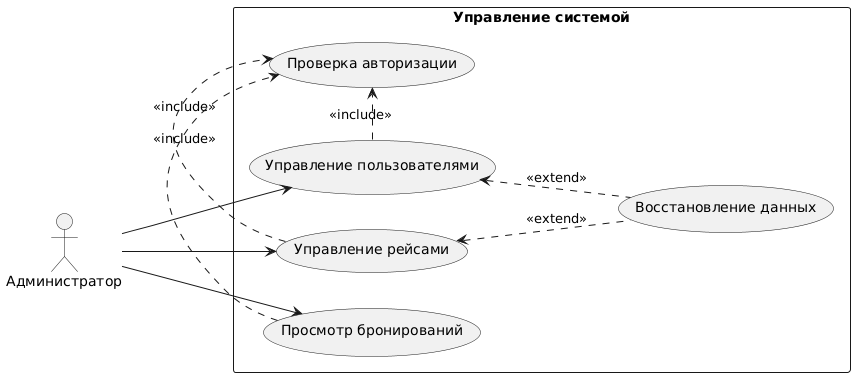 Управление системой
Проверка авторизации
«include»
«include»
«include»
Управление пользователями
«extend»
Восстановление данных
«extend»
Управление рейсами
Администратор
Просмотр бронирований